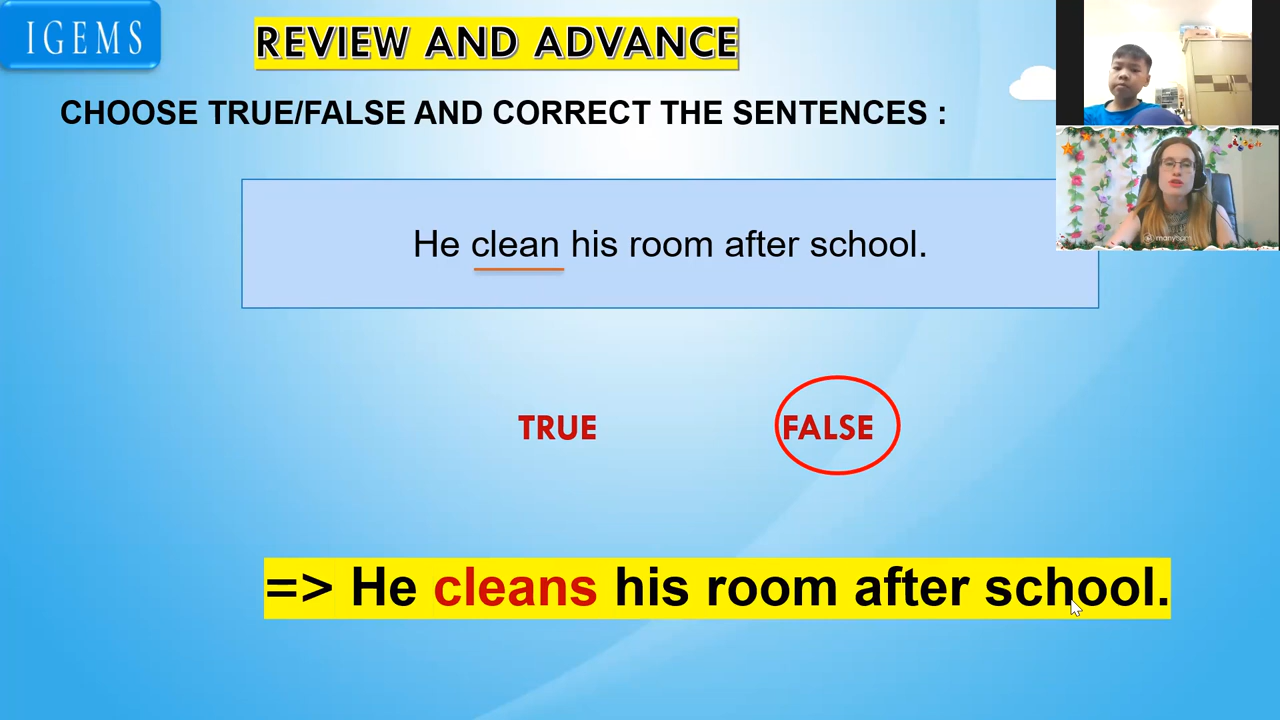 IGEMS
REVIEW AND ADVANCE
CHOOSE TRUE/FALSE AND CORRECT THE SENTENCES :
He clean his room after school.
TRUE
FALSE
=> He cleans his room after school.
manycam